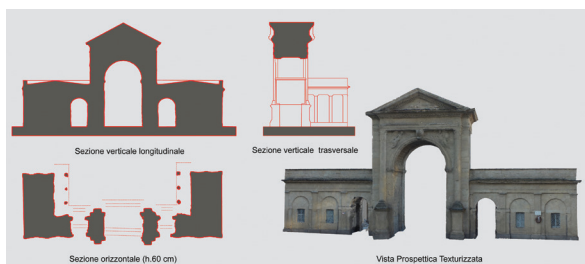 Sezione verticale longitudinale
Sezione verticale trasversale
Sezione orizzontale (h.60 cm)
Vista Prospettica Texturizzata